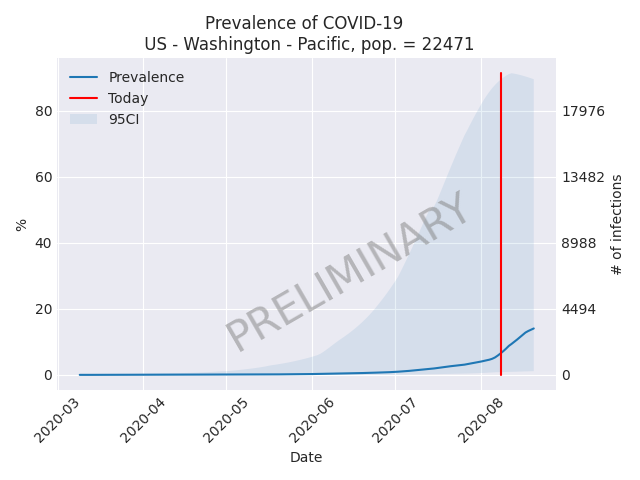 Prevalence of COVID-19
US - Washington - Pacific, pop. = 22471
Prevalence
Today
95CI
80
60
40
20
0
%
17976
13482
8988
4494
0
# of infections
PRELIMINARY
2020-03
2020-04
2020-05
2020-06
2020-07
2020-08
Date